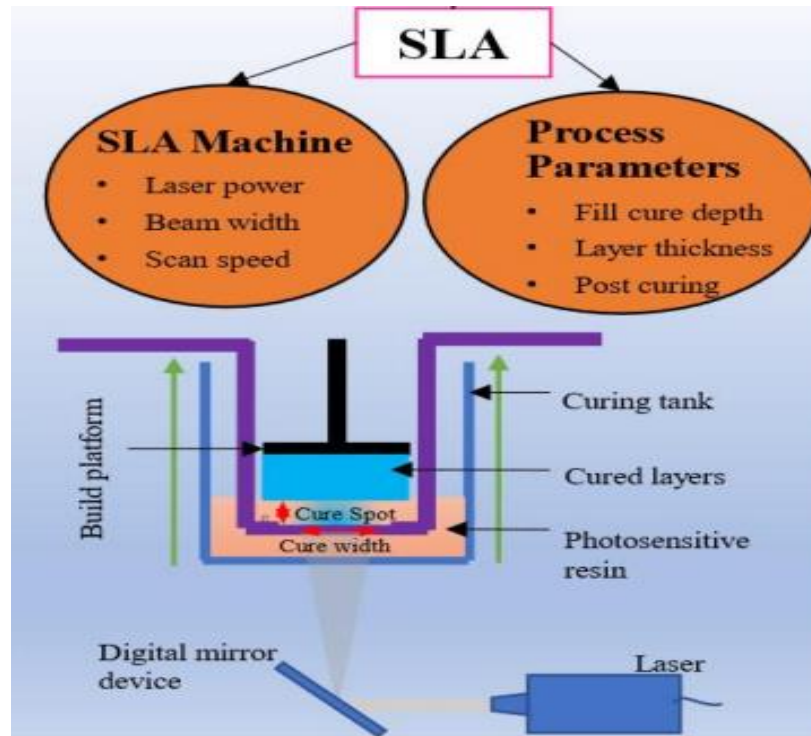 SLA
SLA Machine
• Laser power
• Beam width
• Scan speed
Process
Parameters
• Fill cure depth
• Layer thickness
• Post curing
Build platform
Curing tank
Cured layers
Cure Spot
Cure width
Photosensitive
resin
Digital mirror
device
Laser